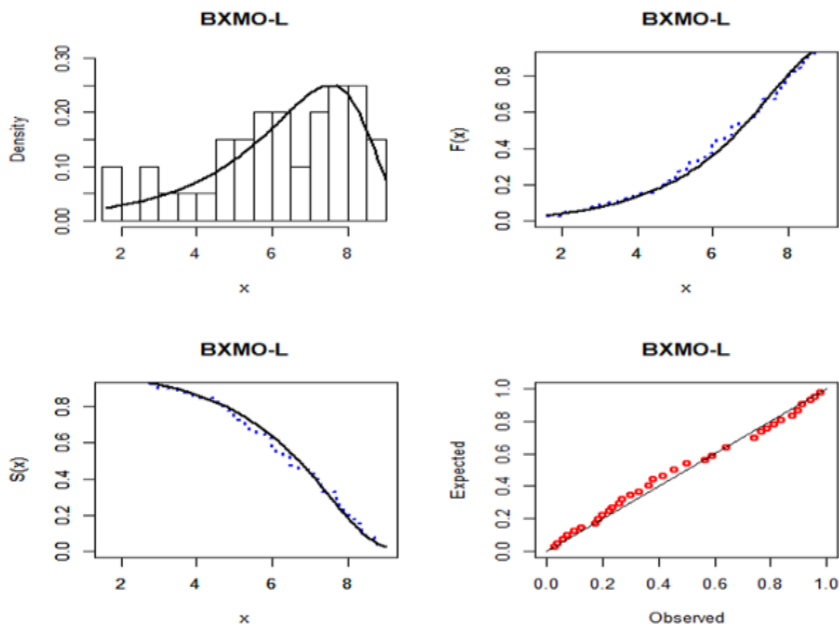 BXMO-L
Density
0.00 0.10 0.20 0.30
2 4 6 8
x
BXMO-L
F(x)
0.0 0.2 0.4 0.6 0.8
2 4 6 8
x
BXMO-L
S(x)
0.0 0.2 0.4 0.6 0.8
2 4 6 8
x
BXMO-L
Expected
0.0 0.2 0.4 0.6 0.8 1.0
0.0 0.2 0.4 0.6 0.8 1.0
Observed